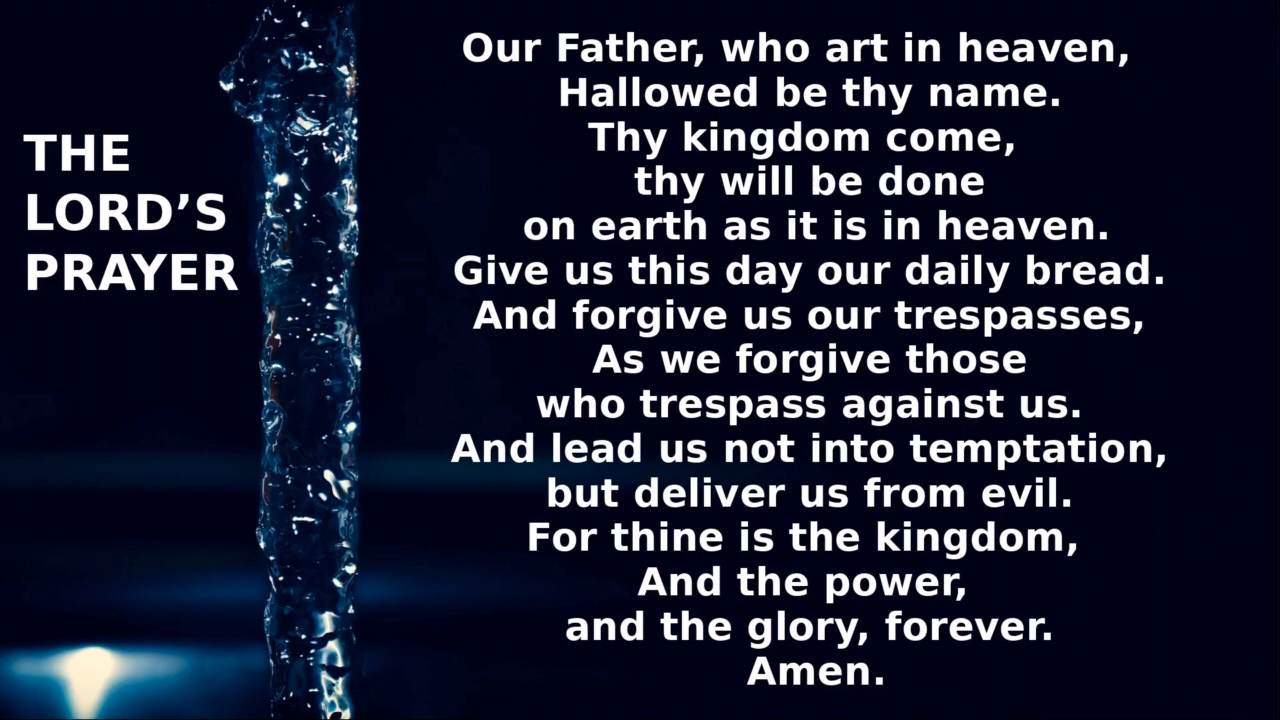 THE
LORD’S
PRAYER
Our Father, who art in heaven,
Hallowed be thy name.
Thy kingdom come,
thy will be done
on earth as it is in heaven.
Give us this day our daily bread.
And forgive us our trespasses,
As we forgive those
who trespass against us.
And lead us not into temptation,
but deliver us from evil.
For thine is the kingdom,
And the power,
and the glory, forever.
Amen.